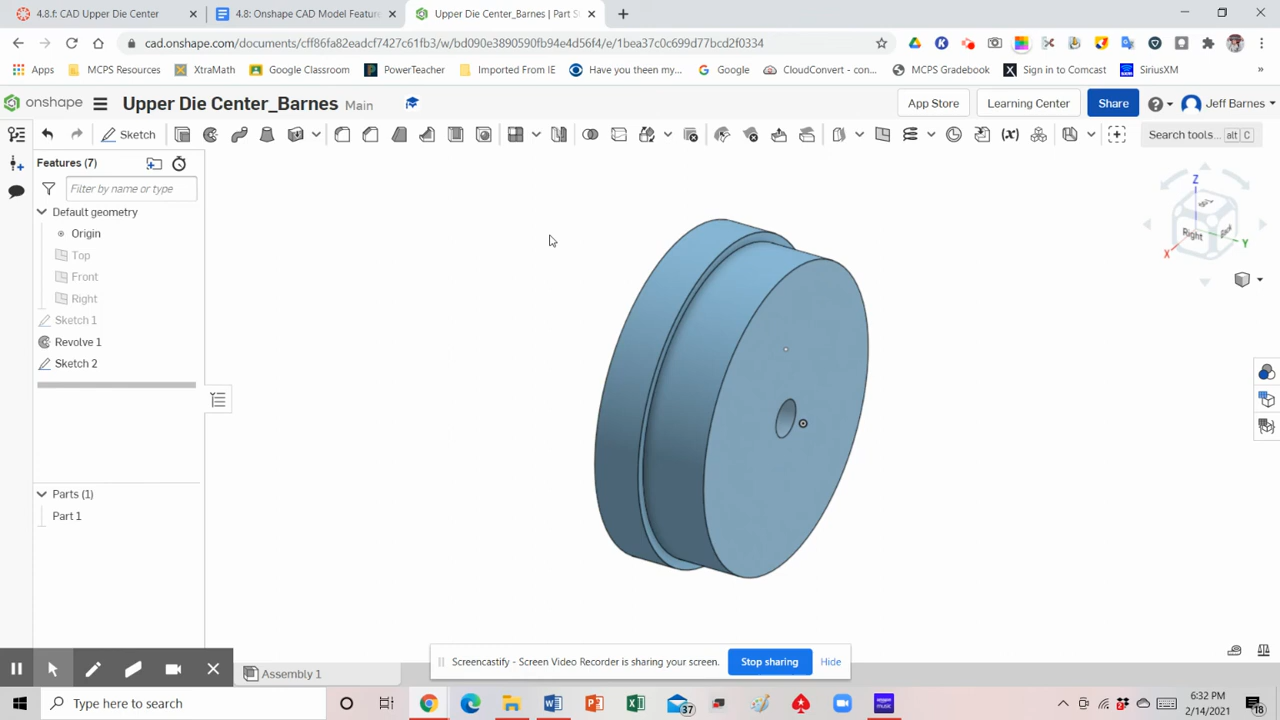 4.8.f: CAD Upper Die Center
4.8: Onshape CAD Model Feature
Upper Die Center_Barnes | Part S
cad.onshape.com/documents/cff06fa82eadcf7427c61fb3/w/bd090e3890590fb94e4d56f4/e/1bea37c0c699d77bcd2f0334
Apps
MCPS Resources
XtraMath
Google Classroom
PowerTeacher
Imported From IE
Have you theen my...
Google
CloudConvert - con...
MCPS Gradebook
Sign in to Comcast
SiriusXM
»
onshape
Upper Die Center_Barnes
Main
App Store
Learning Center
Share
Jeff Barnes
Sketch
Search tools...
alt C
Features (7)
Filter by name or type
Default geometry
Origin
Top
Front
Right
Sketch 1
Revolve 1
Sketch 2
Parts (1)
Part 1
Z
Right
X
Y
Screencastify - Screen Video Recorder is sharing your screen.
Stop sharing
Hide
Assembly 1
Type here to search
37
6:32 PM
2/14/2021
18